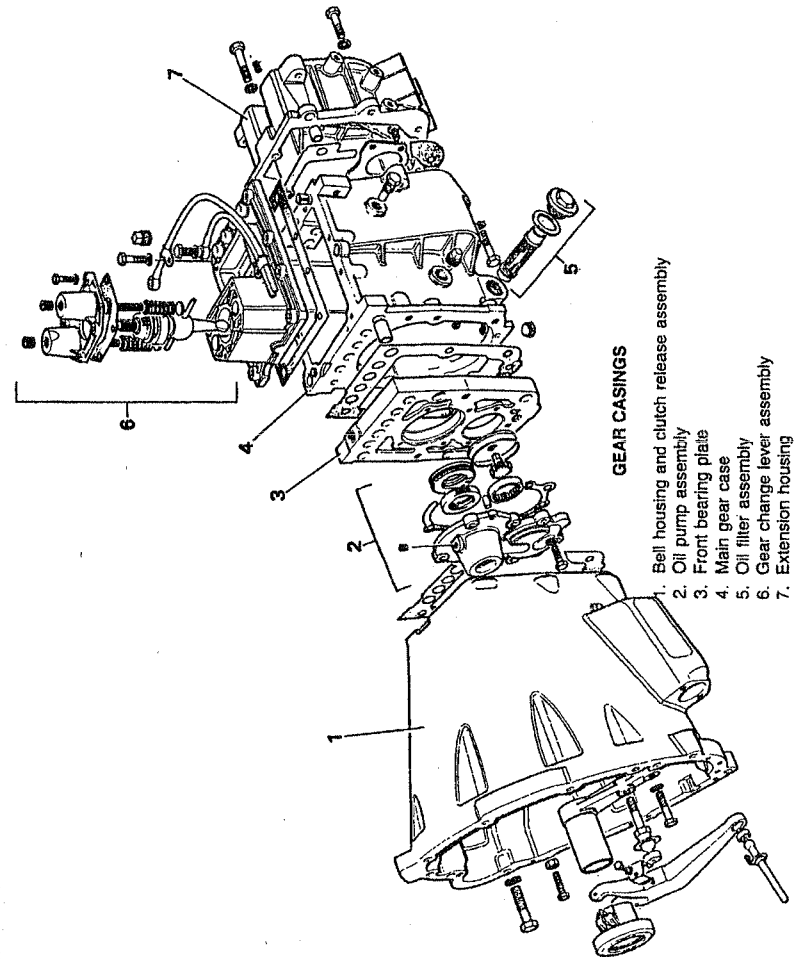 7
6
5
4
3
2
1
GEAR CASINGS
1. Bell housing and clutch release assembly
2. Oil pump assembly
3. Front bearing plate
4. Main gear case
5. Oil filter assembly
6. Gear change lever assembly
7. Extension housing